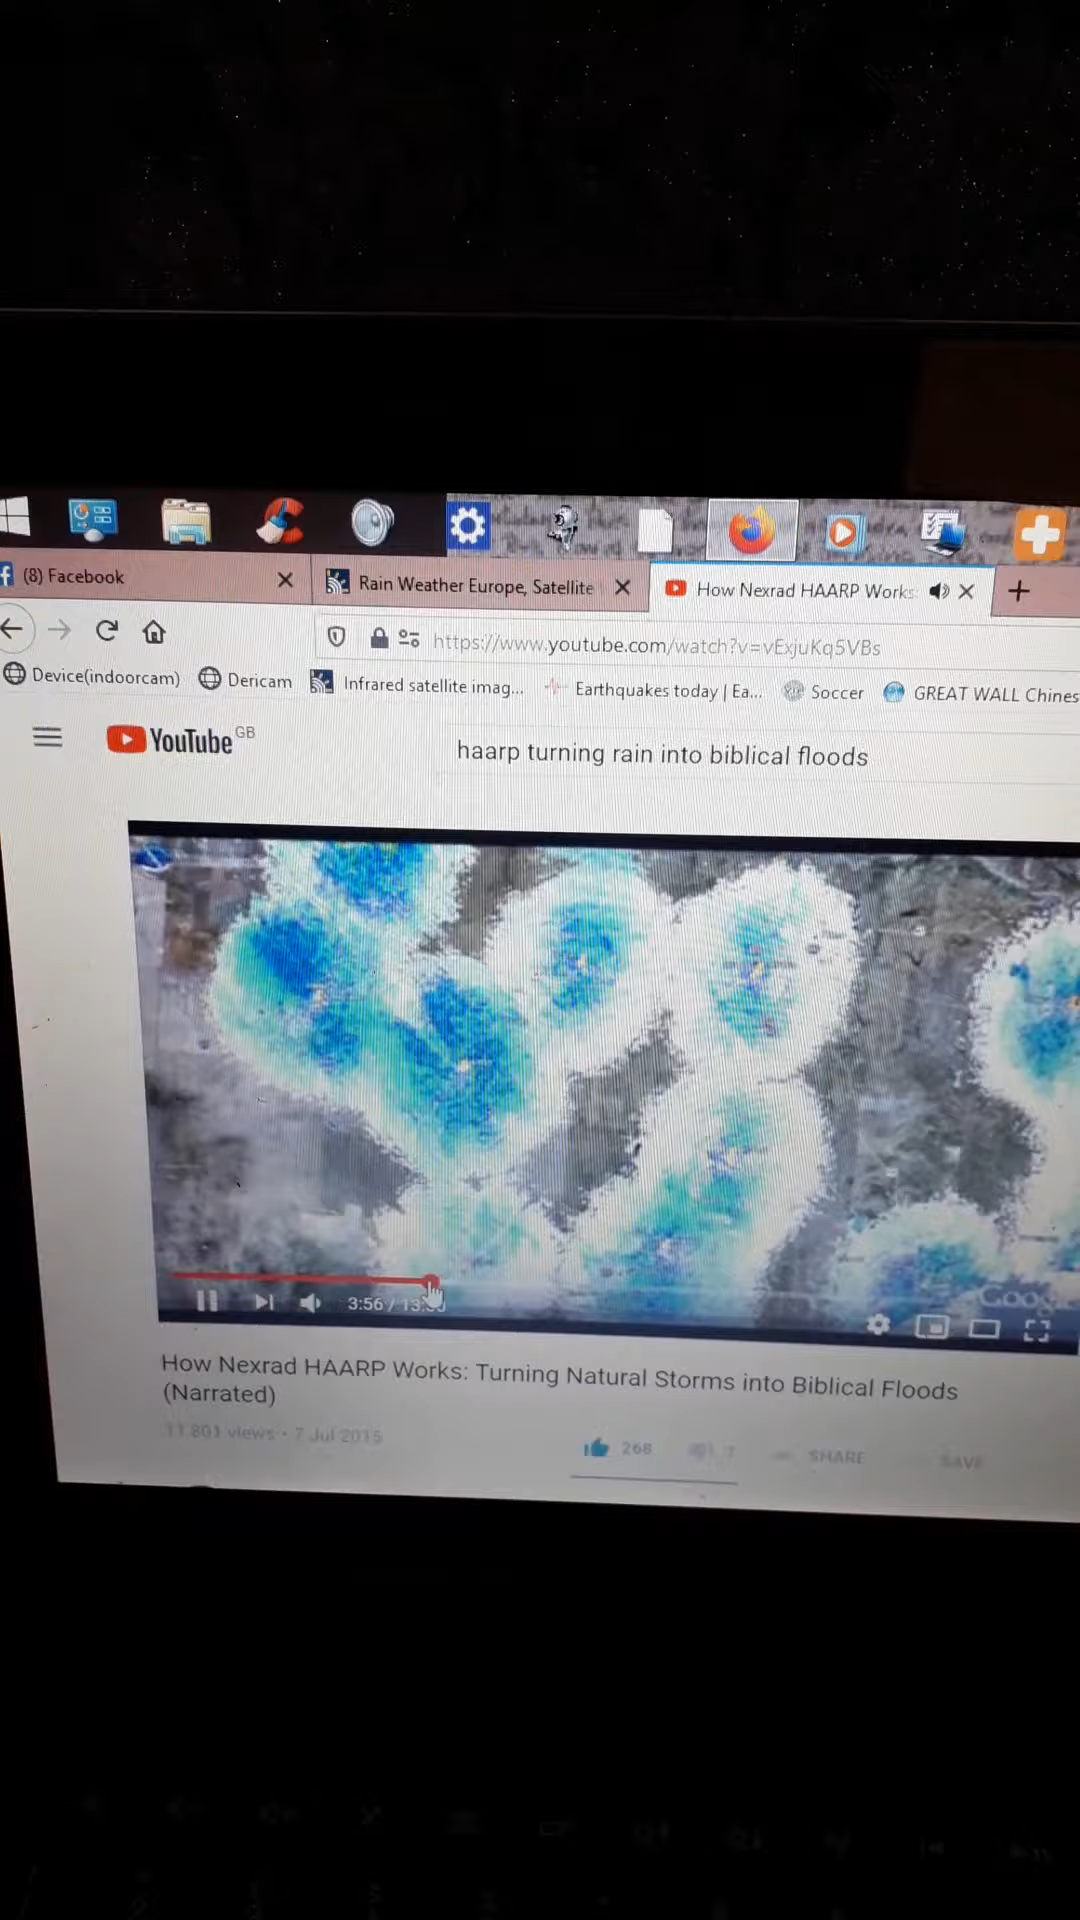 (8) Facebook
Rain Weather Europe, Satellite
How Nexrad HAARP Works:
https://www.youtube.com/watch?v=vExjuKq5VBs
Device(indoorcam)
Dericam
Infrared satellite imag...
Earthquakes today | Ea...
Soccer
GREAT WALL Chines
YouTube GB
haarp turning rain into biblical floods
Goog
3:56 / 13:
How Nexrad HAARP Works: Turning Natural Storms into Biblical Floods
(Narrated)
11,801 views • 7 Jul 2015
268
7
SHARE
SAVE